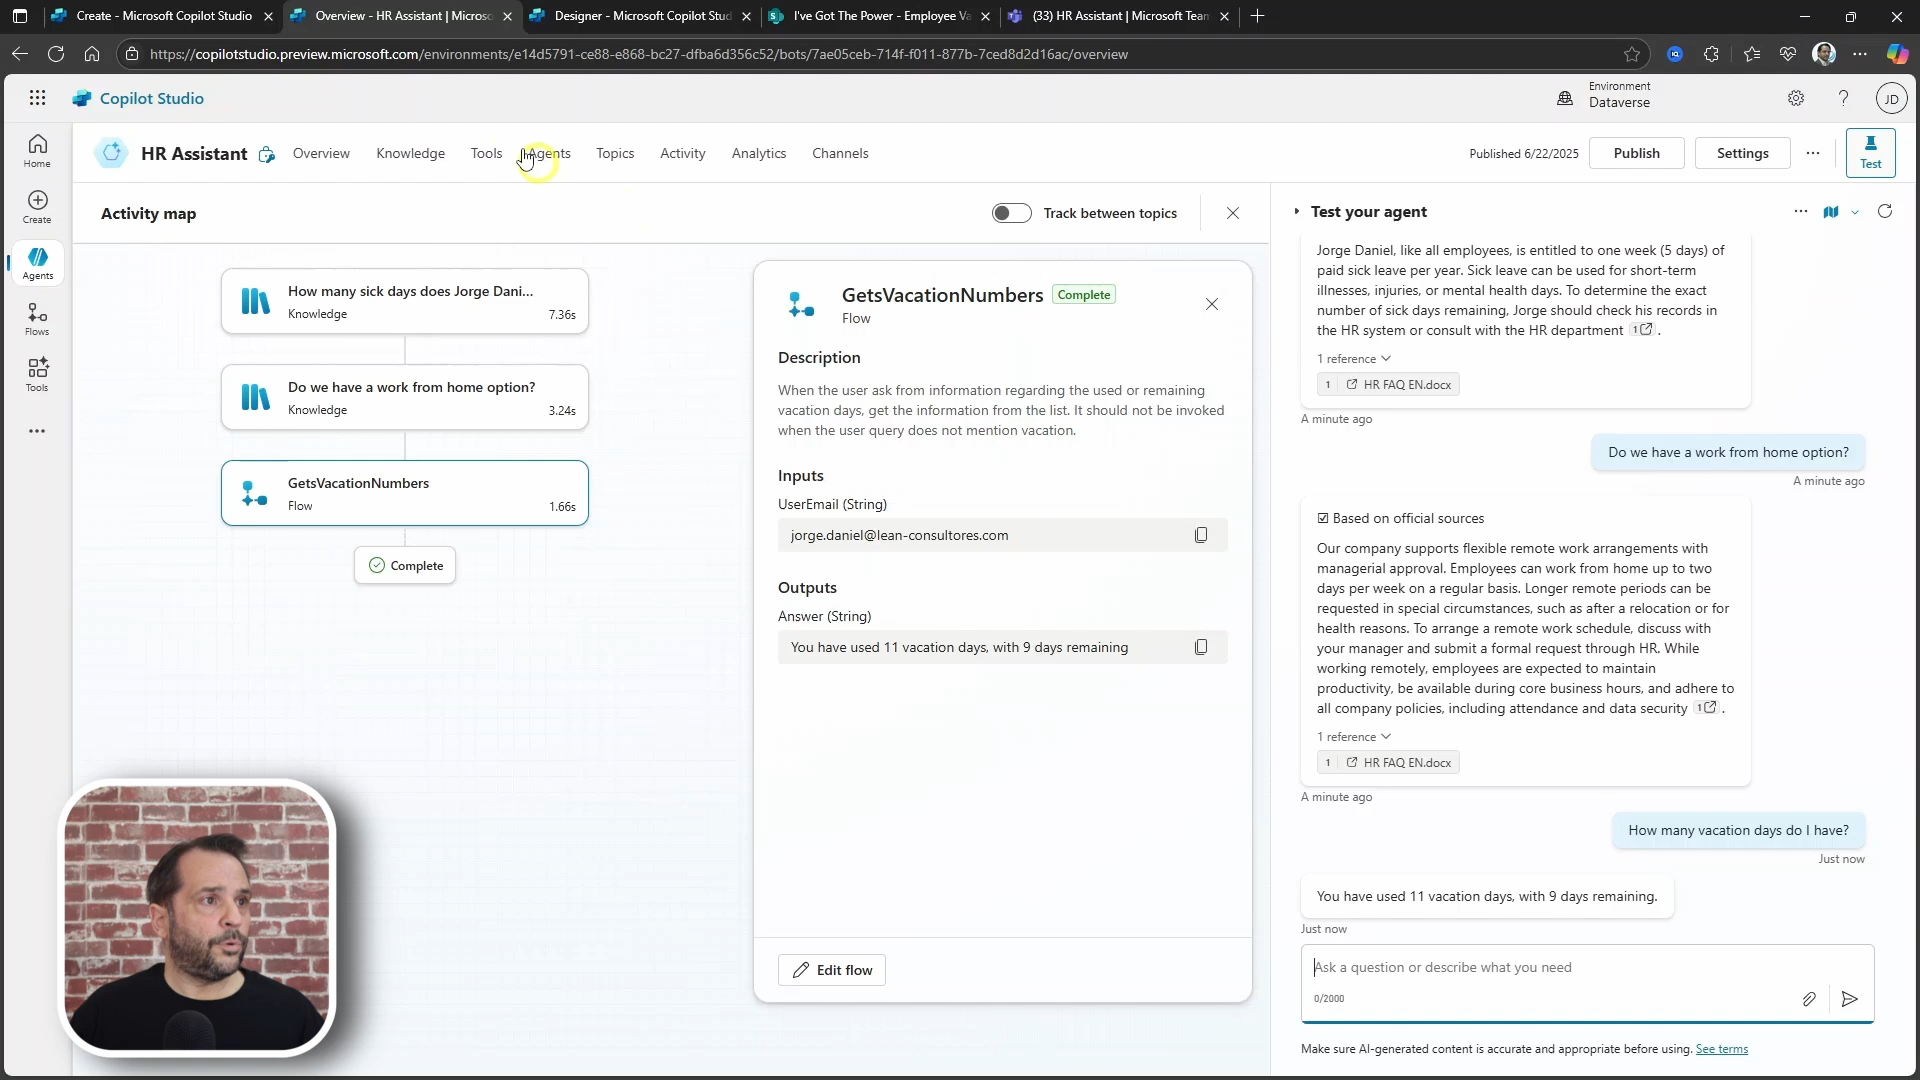 Create - Microsoft Copilot Studio
Overview - HR Assistant | Microso
Designer - Microsoft Copilot Stud
I've Got The Power - Employee Va
(33) HR Assistant | Microsoft Team
https://copilotstudio.preview.microsoft.com/environments/e14d5791-ce88-e868-bc27-dfba6d356c52/bots/7ae05ceb-714f-f011-877b-7ced8d2d16ac/overview
Copilot Studio
Environment
Dataverse
JD
Home
Create
Agents
Flows
Tools
HR Assistant
Overview
Knowledge
Tools
Agents
Topics
Activity
Analytics
Channels
Published 6/22/2025
Publish
Settings
Test
Activity map
Track between topics
How many sick days does Jorge Dani...
Knowledge
7.36s
Do we have a work from home option?
Knowledge
3.24s
GetsVacationNumbers
Flow
1.66s
Complete
GetsVacationNumbers
Complete
Flow
Description
When the user ask from information regarding the used or remaining
vacation days, get the information from the list. It should not be invoked
when the user query does not mention vacation.
Inputs
UserEmail (String)
jorge.daniel@lean-consultores.com
Outputs
Answer (String)
You have used 11 vacation days, with 9 days remaining
Edit flow
Test your agent
Jorge Daniel, like all employees, is entitled to one week (5 days) of
paid sick leave per year. Sick leave can be used for short-term
illnesses, injuries, or mental health days. To determine the exact
number of sick days remaining, Jorge should check his records in
the HR system or consult with the HR department 1 .
1 reference
1 HR FAQ EN.docx
A minute ago
Do we have a work from home option?
A minute ago
Based on official sources
Our company supports flexible remote work arrangements with
managerial approval. Employees can work from home up to two
days per week on a regular basis. Longer remote periods can be
requested in special circumstances, such as after a relocation or for
health reasons. To arrange a remote work schedule, discuss with
your manager and submit a formal request through HR. While
working remotely, employees are expected to maintain
productivity, be available during core business hours, and adhere to
all company policies, including attendance and data security 1 .
1 reference
1 HR FAQ EN.docx
A minute ago
How many vacation days do I have?
Just now
You have used 11 vacation days, with 9 days remaining.
Just now
Ask a question or describe what you need
0/2000
Make sure AI-generated content is accurate and appropriate before using. See terms